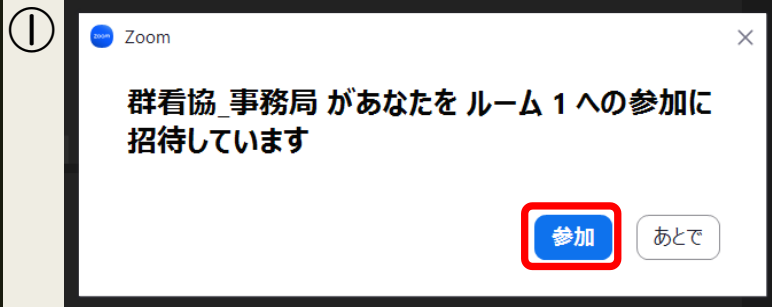 ①
Zoom
群看協_事務局 があなたを ルーム 1 への参加に
招待しています
参加
あとで